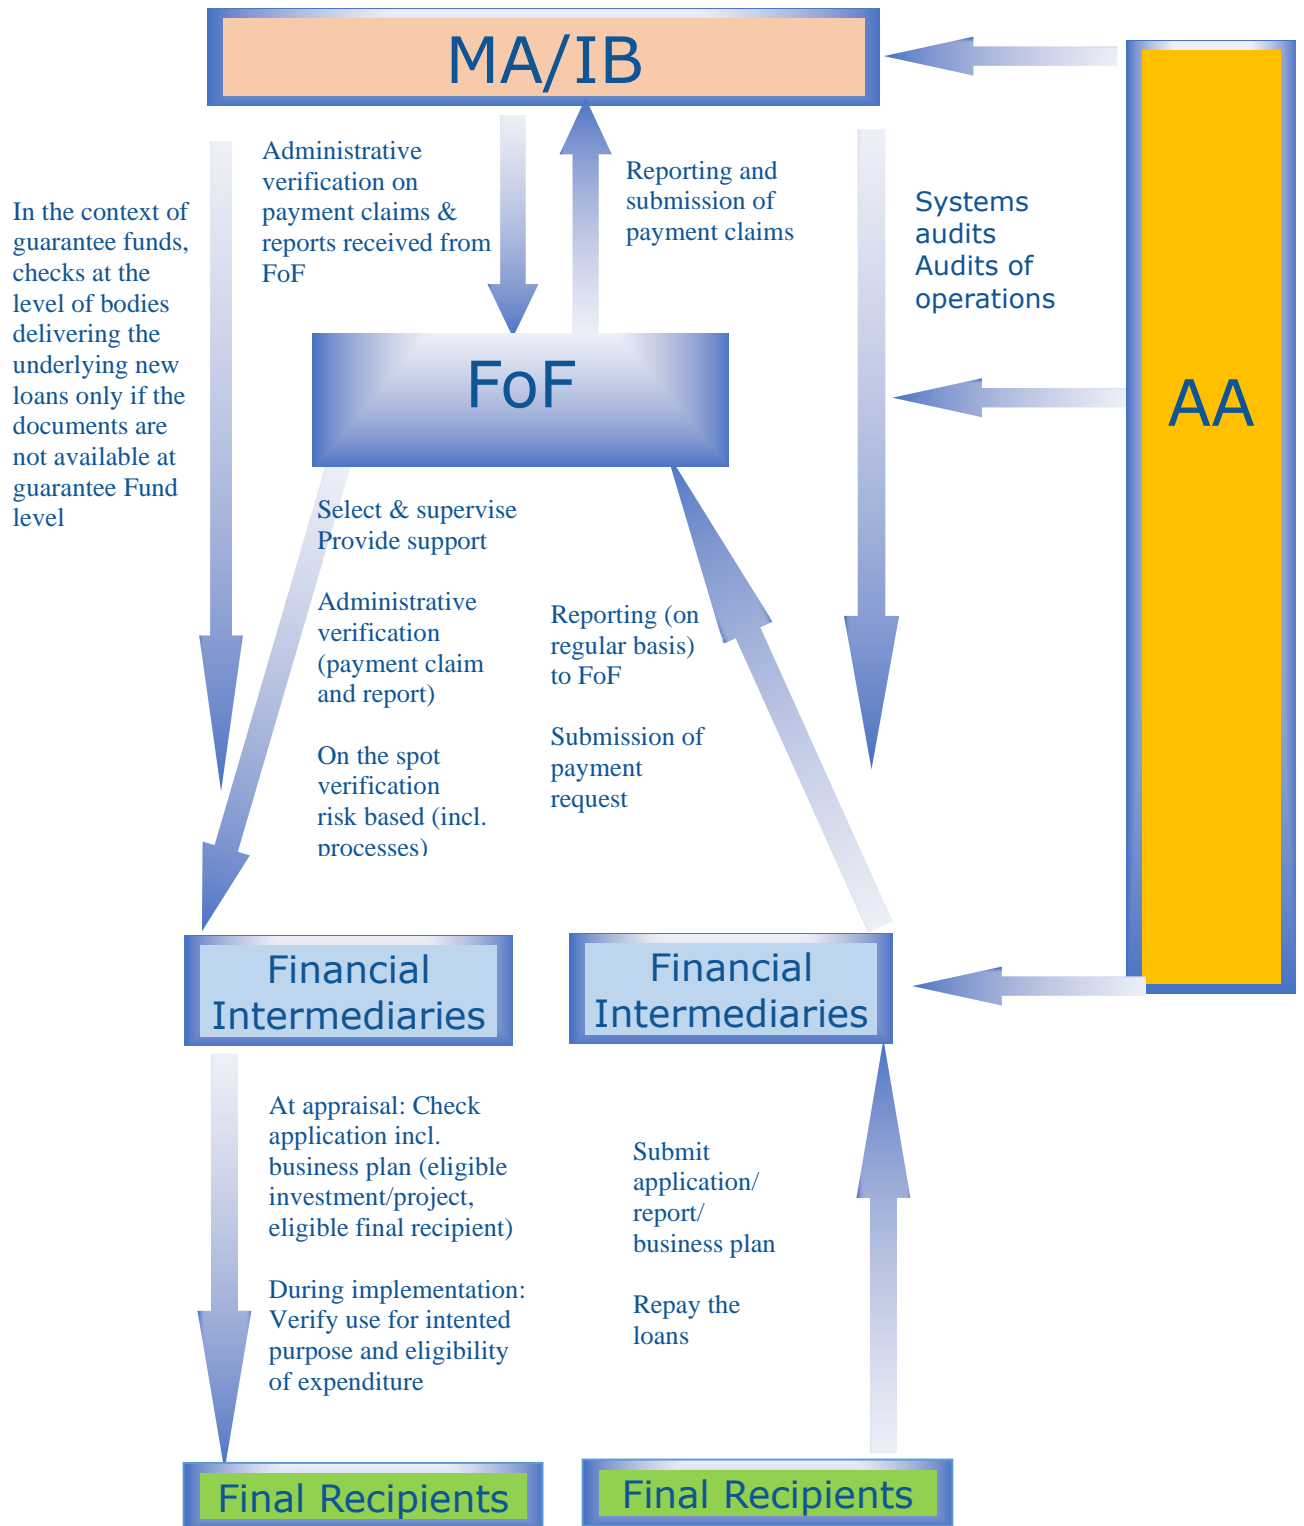 MA/IB
Administrative
verification on
payment claims &
reports received from
FoF
Reporting and
submission of
payment claims
In the context of
guarantee funds,
checks at the
level of bodies
delivering the
underlying new
loans only if the
documents are
not available at
guarantee Fund
level
Systems
audits
Audits of
operations
AA
FoF
Select & supervise
Provide support
Administrative
verification
(payment claim
and report)
On the spot
verification
risk based (incl.
processes)
Reporting (on
regular basis)
to FoF
Submission of
payment
request
Financial
Intermediaries
Financial
Intermediaries
At appraisal: Check
application incl.
business plan (eligible
investment/project,
eligible final recipient)
During implementation:
Verify use for intented
purpose and eligibility
of expenditure
Submit
application/
report/
business plan
Repay the
loans
Final Recipients
Final Recipients